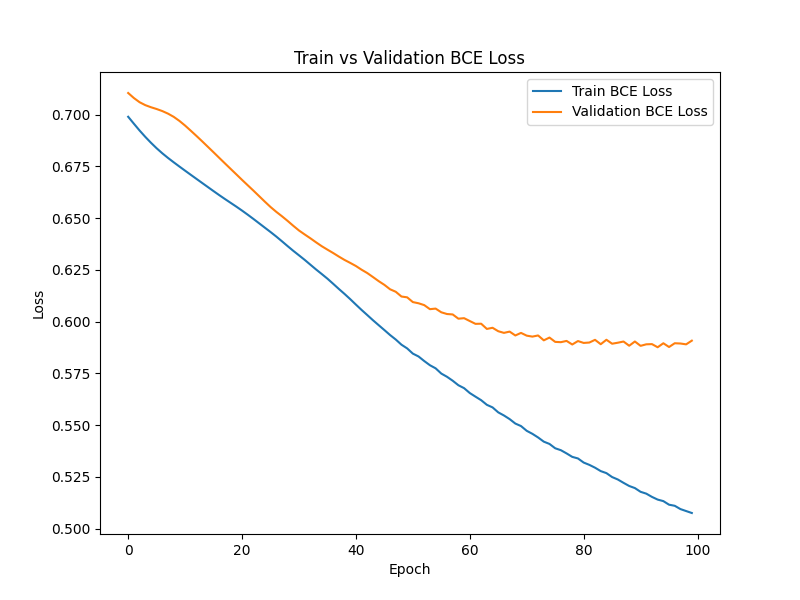 Train vs Validation BCE Loss
Train BCE Loss
Validation BCE Loss
0.700
0.675
0.650
0.625
0.600
0.575
0.550
0.525
0.500
Loss
0 20 40 60 80 100
Epoch